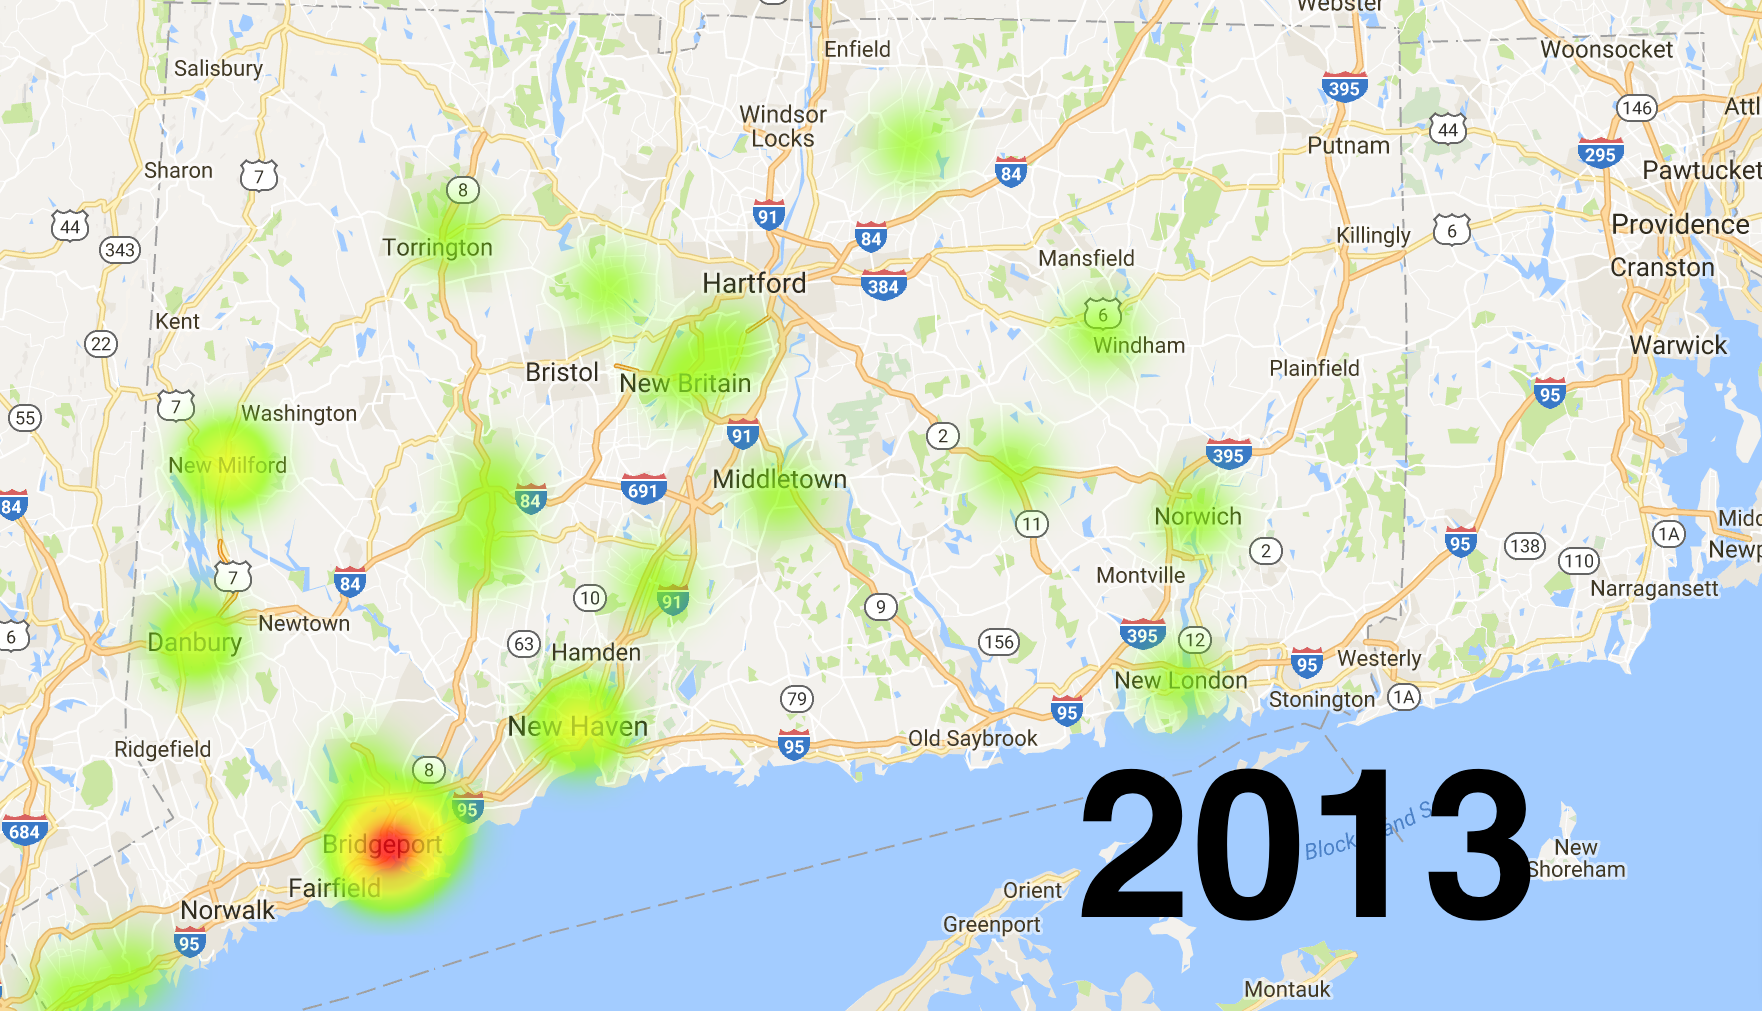 Webster
Enfield
Woonsocket
Salisbury
395
146
Windsor
Locks
44
Putnam
295
Sharon
7
84
Pawtucket
8
91
44
343
84
6
Providence
Torrington
Killingly
Mansfield
Cranston
Hartford
384
Kent
6
22
Windham
Warwick
Bristol
New Britain
Plainfield
95
7
Washington
55
91
2
New Milford
395
84
84
691
Middletown
Norwich
11
1A
95
138
110
2
7
84
Montville
Narragansett
10
91
9
6
Danbury
Newtown
63
Hamden
156
395
12
95
Westerly
New London
79
Stonington
1A
95
New Haven
Old Saybrook
95
Ridgefield
8
95
2013
684
Bridgeport
New
Shoreham
Fairfield
Orient
Norwalk
Greenport
95
Montauk